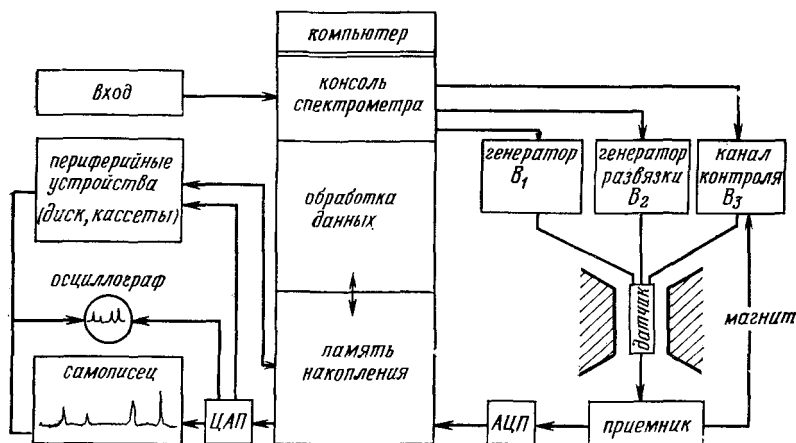 компьютер
вход
консоль
спектрометра
периферийные
устройства
(диск, кассеты)
обработка
данных
генератор
B₁
генератор
развязки
B₂
канал
контроля
B₃
осциллограф
датчик
магнит
самописец
ЦАП
память
накопления
АЦП
приемник